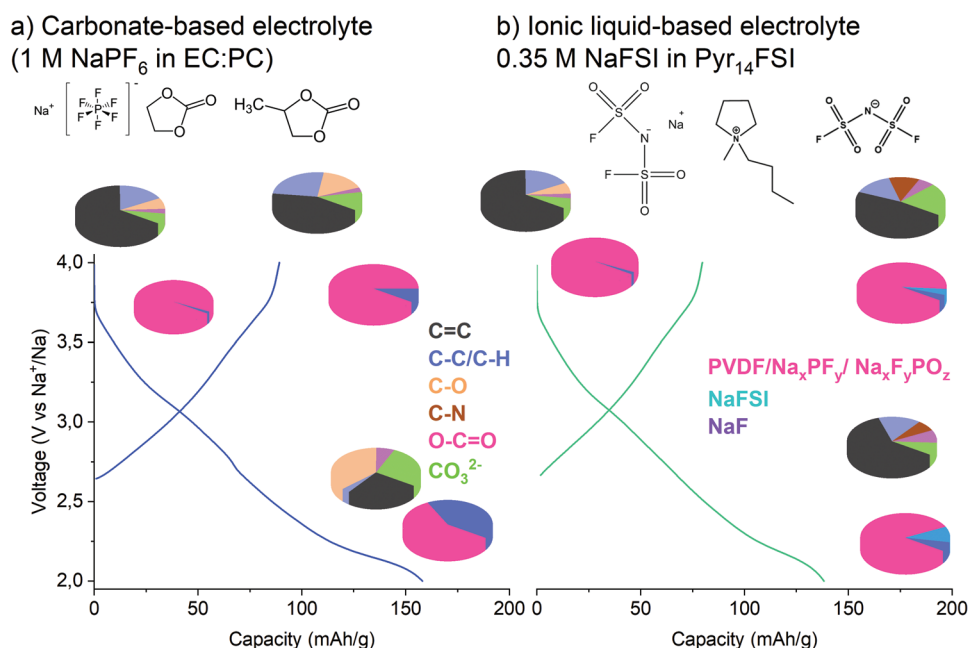 a) Carbonate-based electrolyte
(1 M NaPF₆ in EC:PC)
b) Ionic liquid-based electrolyte
0.35 M NaFSI in Pyr₁₄FSI
Na⁺
F
F
F
P
F
F
F
-
O
O
O
H₃C
O
O
O
O
S
O
F
N
-
Na
+
F
S
O
O
N
⊕
O
N
⊖
O
S
S
F
O
O
F
4,0
3,5
3,0
2,5
2,0
Voltage (V vs Na⁺/Na)
0
50
100
150
200
Capacity (mAh/g)
C=C
C-C/C-H
C-O
C-N
O-C=O
CO₃²⁻
PVDF/NaₓPFᵧ/ NaₓFᵧPO_z
NaFSI
NaF
0
50
100
150
200
Capacity (mAh/g)